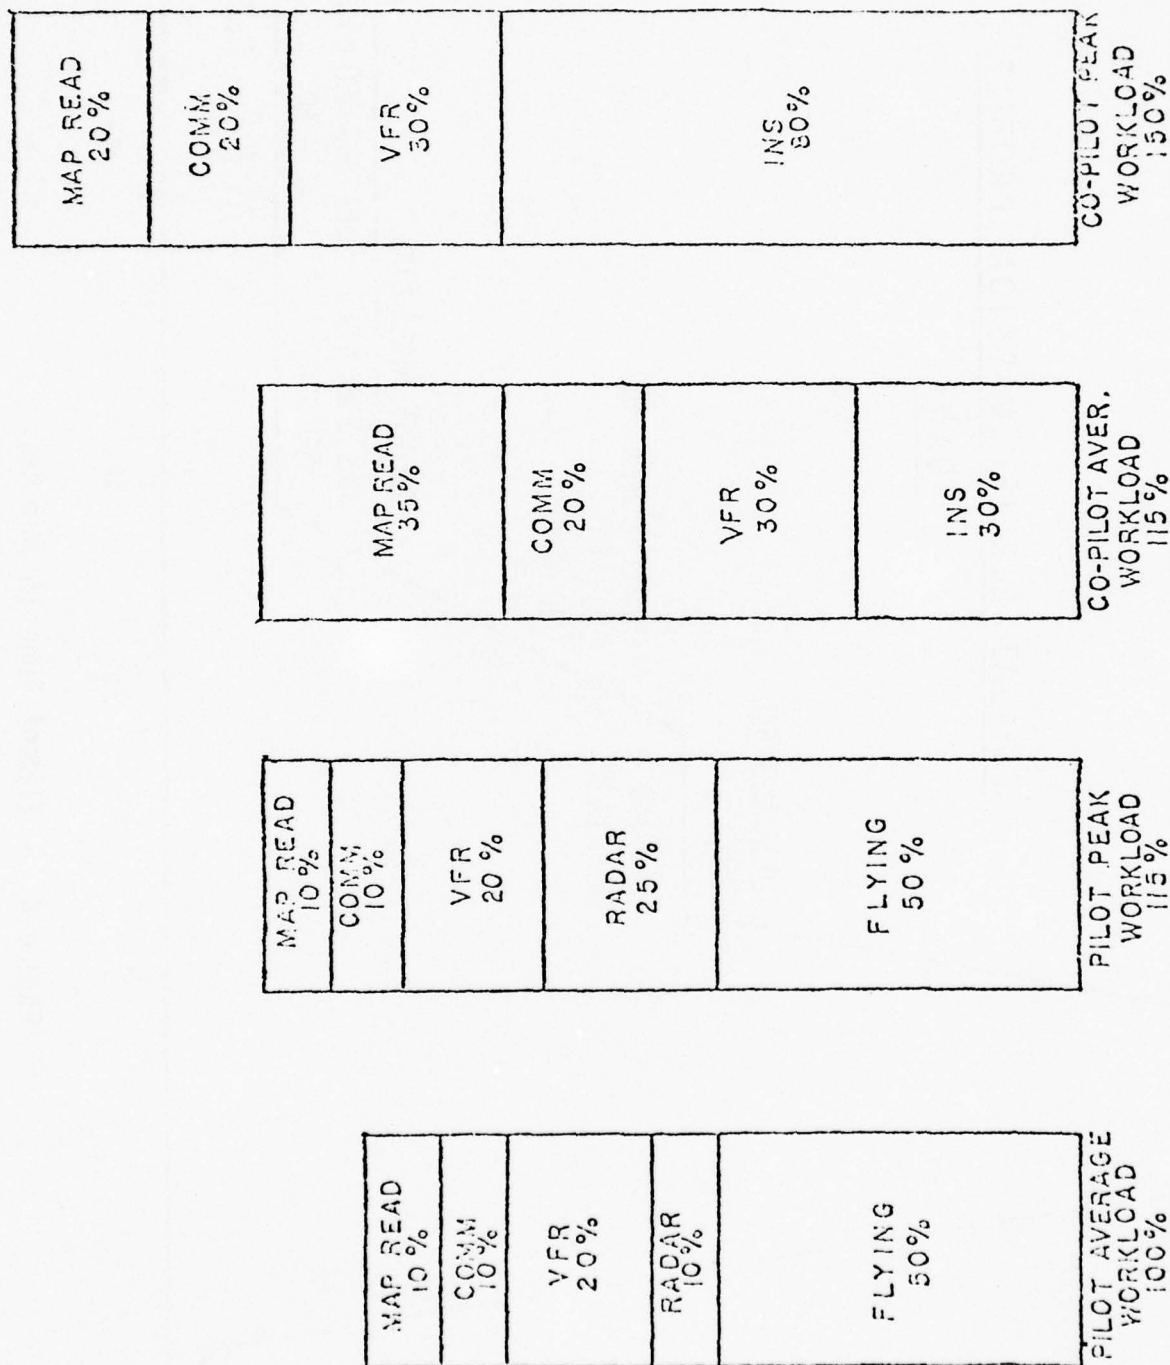 MAP READ
10%
COMM
10%
VFR
20%
RADAR
10%
FLYING
50%
PILOT AVERAGE
WORKLOAD
100%
MAP READ
10%
COMM
10%
VFR
20%
RADAR
25%
FLYING
50%
PILOT PEAK
WORKLOAD
115%
MAP READ
35%
COMM
20%
VFR
30%
INS
30%
CO-PILOT AVER.
WORKLOAD
115%
MAP READ
20%
COMM
20%
VFR
30%
INS
80%
CO-PILOT PEAK
WORKLOAD
150%